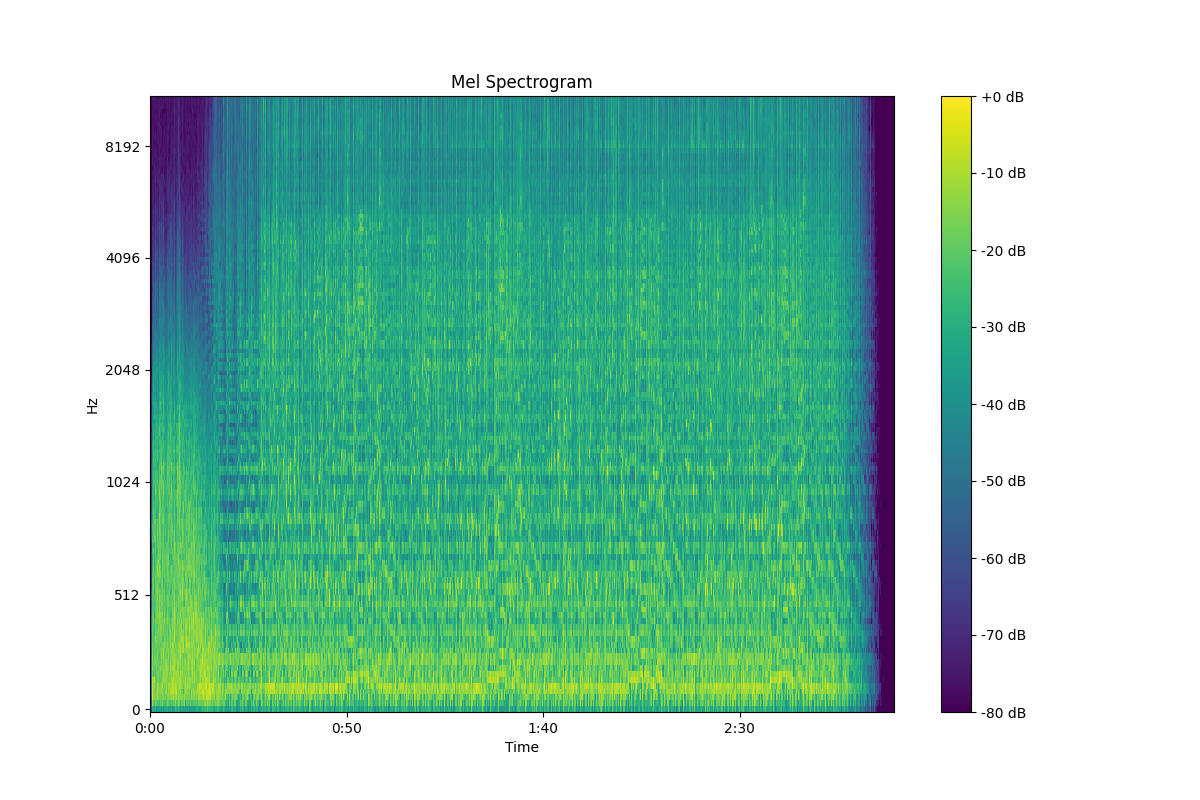 Mel Spectrogram
Hz
8192
4096
2048
1024
512
0
0:00
0:50
1:40
2:30
Time
+0 dB
-10 dB
-20 dB
-30 dB
-40 dB
-50 dB
-60 dB
-70 dB
-80 dB